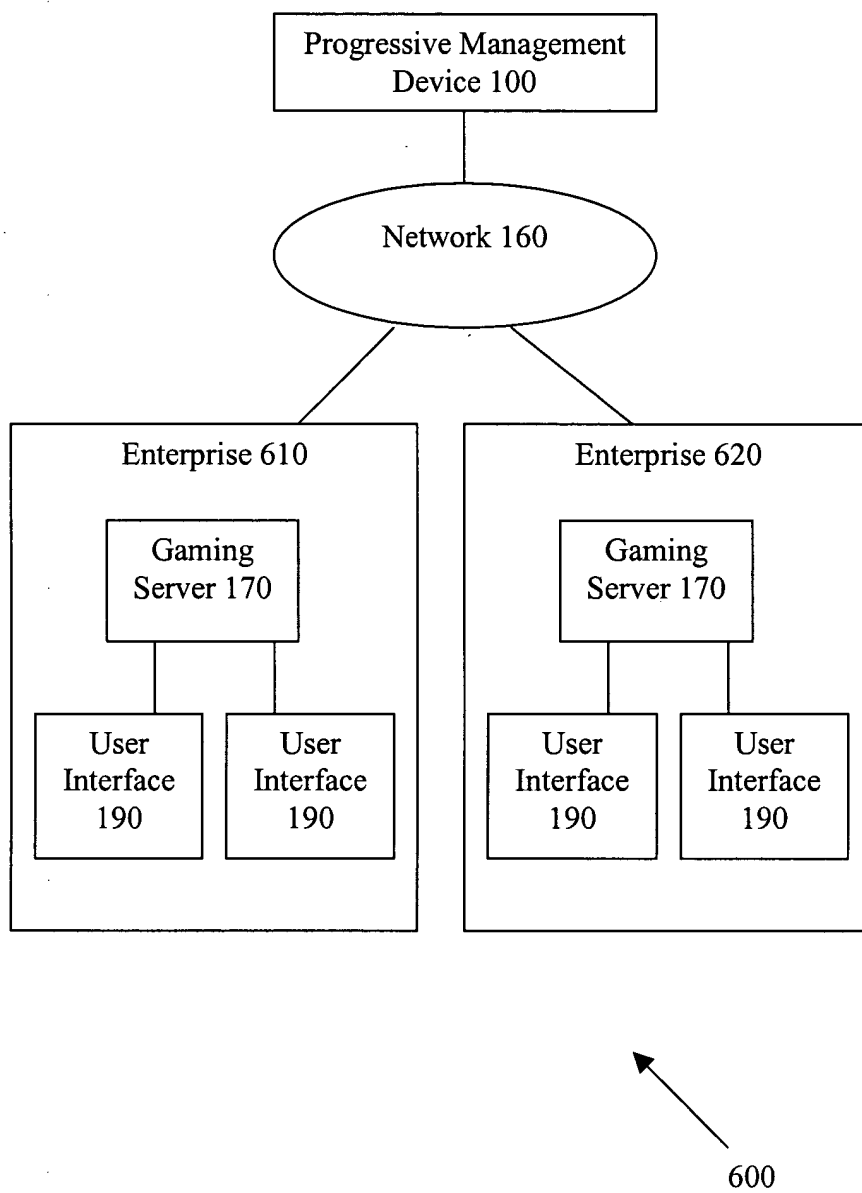 Progressive Management
Device 100
Network 160
Enterprise 610
Gaming
Server 170
User
Interface
190
User
Interface
190
Enterprise 620
Gaming
Server 170
User
Interface
190
User
Interface
190
600